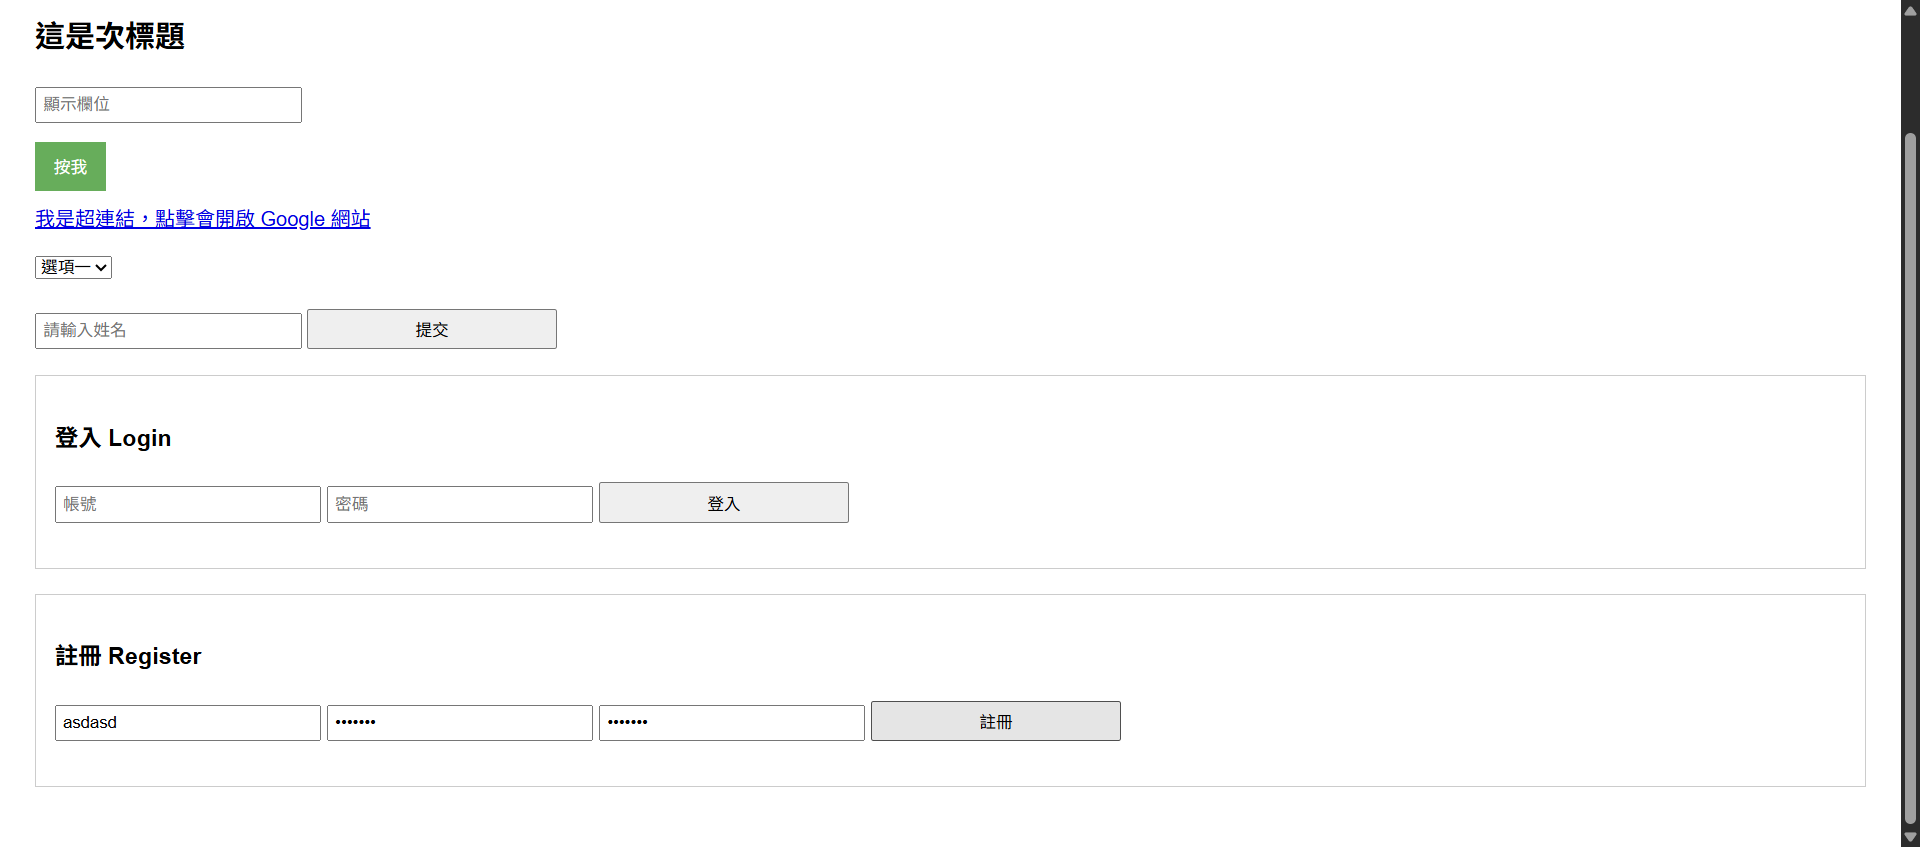 這是次標題
顯示欄位
按我
我是超連結，點擊會開啟 Google 網站
選項一
請輸入姓名 提交
登入 Login
帳號 密碼 登入
註冊 Register
asdasd ••••••• ••••••• 註冊